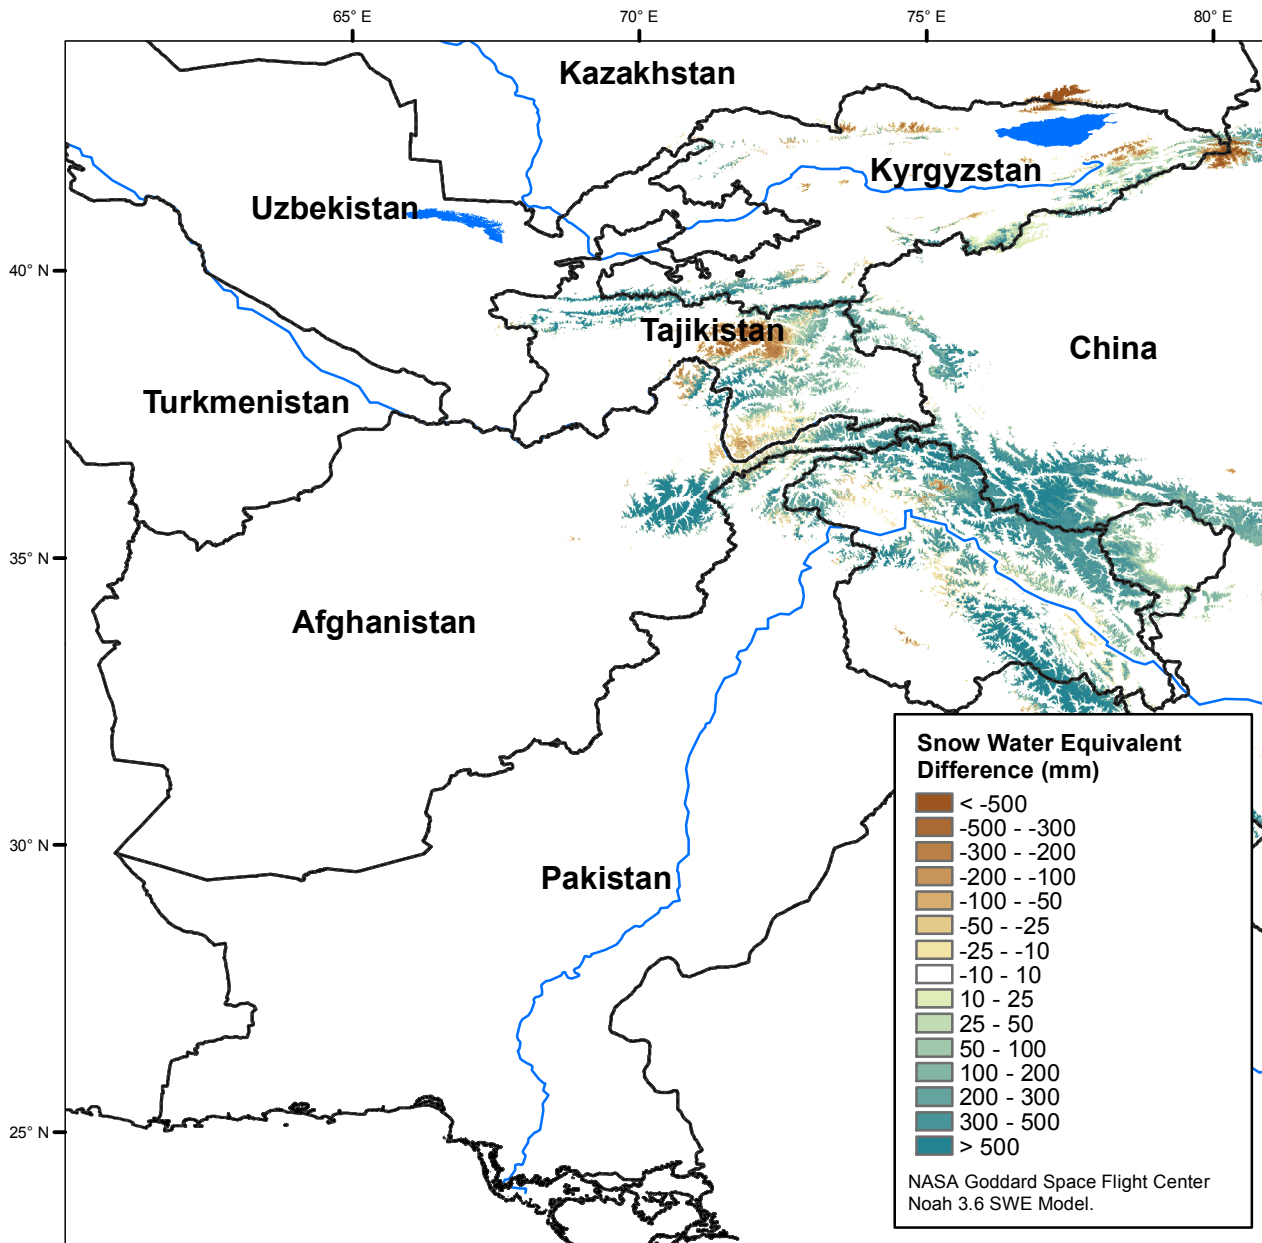 65° E
70° E
75° E
80° E
Kazakhstan
Kyrgyzstan
Uzbekistan
40° N
Tajikistan
China
Turkmenistan
35° N
Afghanistan
30° N
Pakistan
25° N
Snow Water Equivalent
Difference (mm)
< -500
-500 - -300
-300 - -200
-200 - -100
-100 - -50
-50 - -25
-25 - -10
-10 - 10
10 - 25
25 - 50
50 - 100
100 - 200
200 - 300
300 - 500
> 500
NASA Goddard Space Flight Center
Noah 3.6 SWE Model.